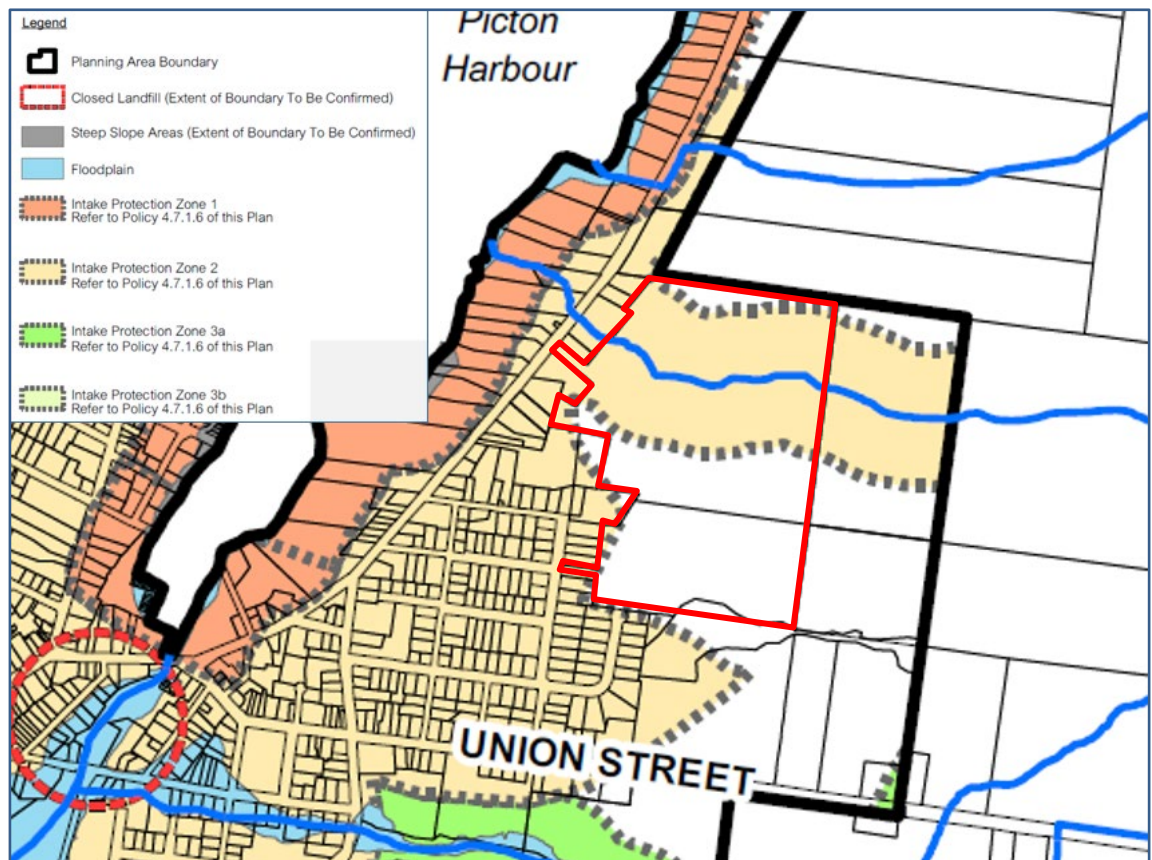 Legend
Planning Area Boundary
Closed Landfill (Extent of Boundary To Be Confirmed)
Steep Slope Areas (Extent of Boundary To Be Confirmed)
Floodplain
Intake Protection Zone 1
Refer to Policy 4.7.1.6 of this Plan
Intake Protection Zone 2
Refer to Policy 4.7.1.6 of this Plan
Intake Protection Zone 3a
Refer to Policy 4.7.1.6 of this Plan
Intake Protection Zone 3b
Refer to Policy 4.7.1.6 of this Plan
Picton
Harbour
UNION STREET